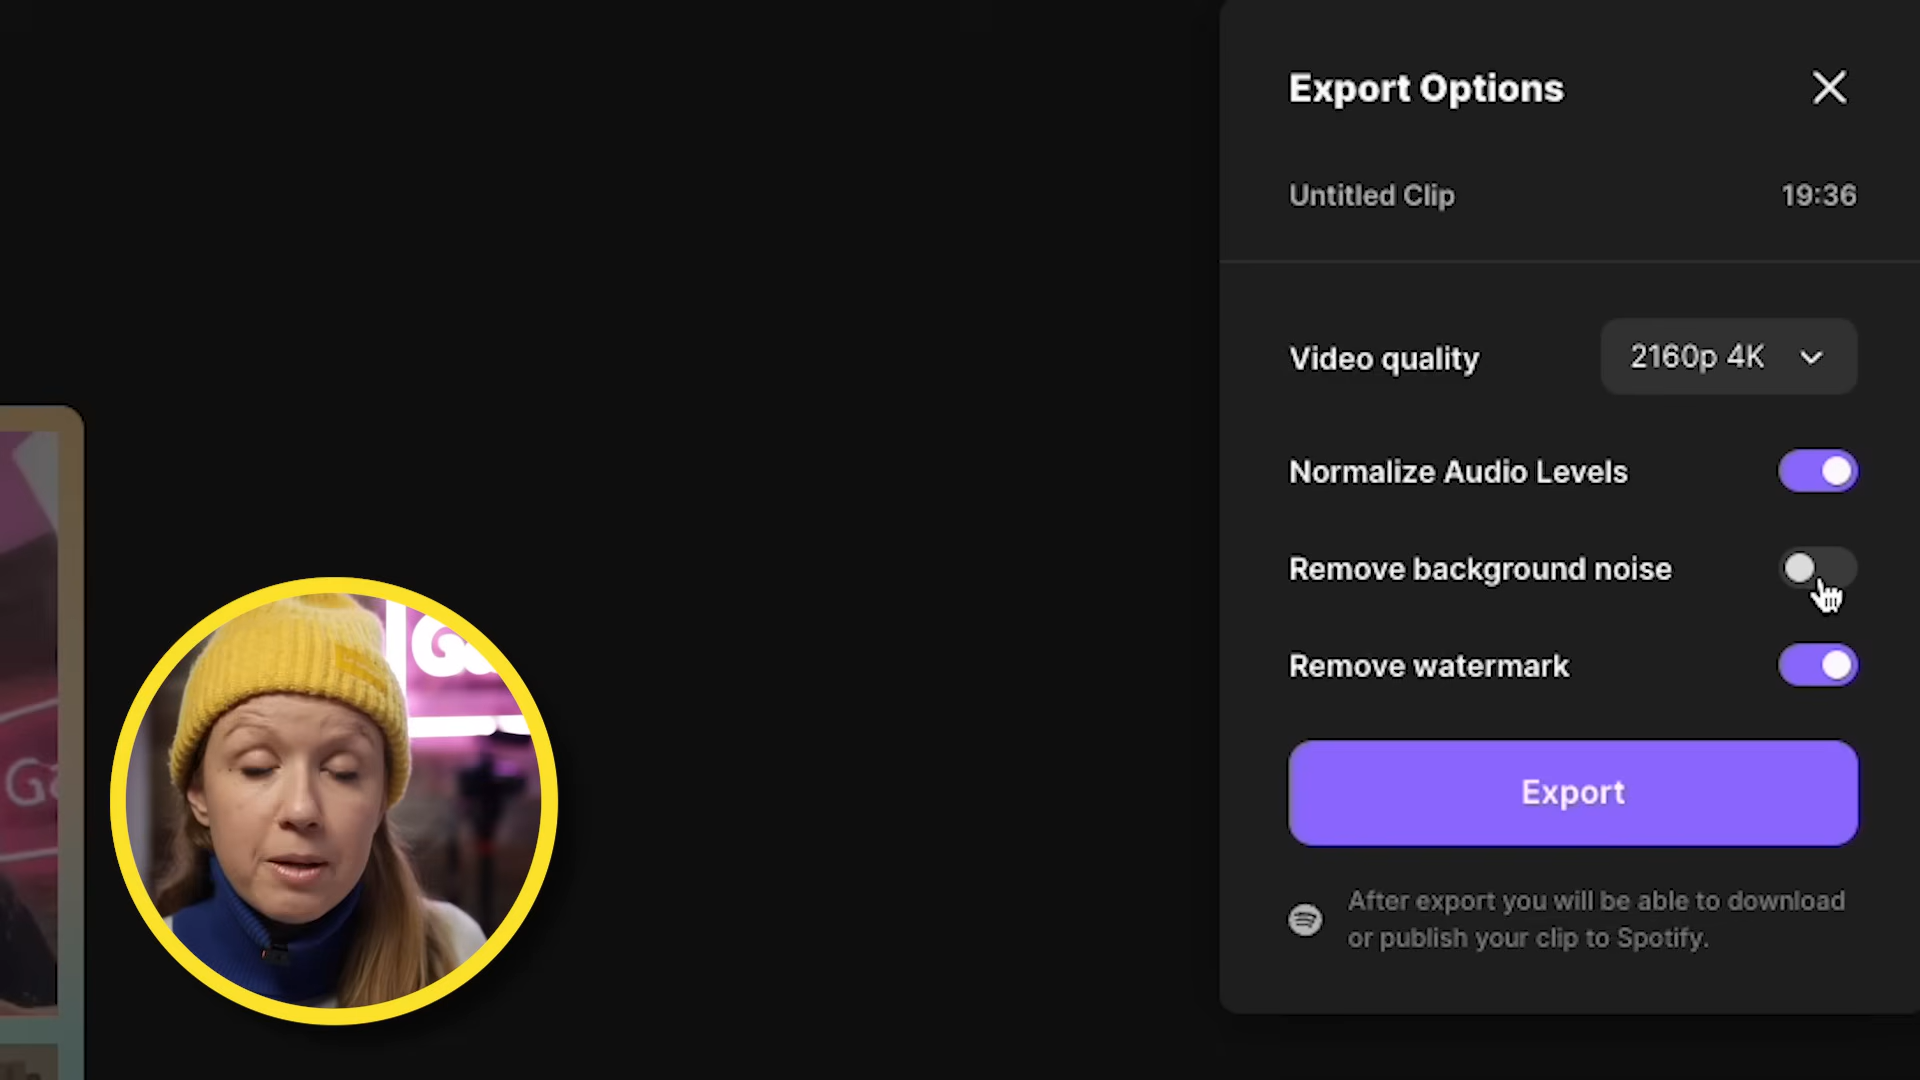 Export Options
Untitled Clip 19:36
Video quality 2160p 4K
Normalize Audio Levels
Remove background noise
Remove watermark
Export
After export you will be able to download
or publish your clip to Spotify.